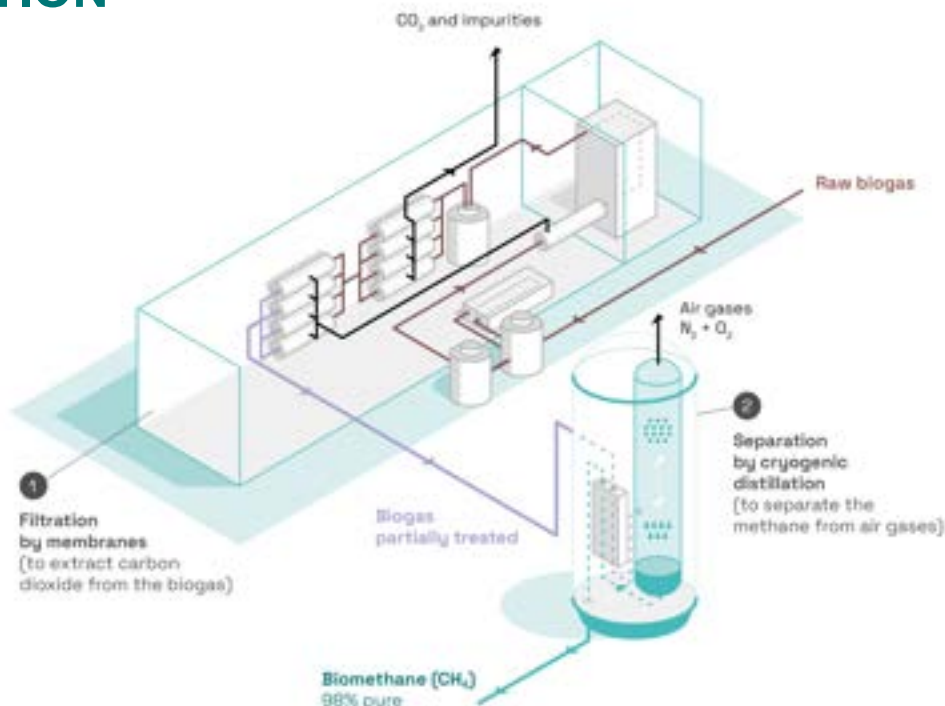 TION
CO₂ and impurities
Raw biogas
Air gases
N₂ + O₂
2
Separation
by cryogenic
distillation
(to separate the
methane from air gases)
1
Filtration
by membranes
(to extract carbon
dioxide from the biogas)
Biogas
partially treated
Biomethane (CH₄)
98% pure